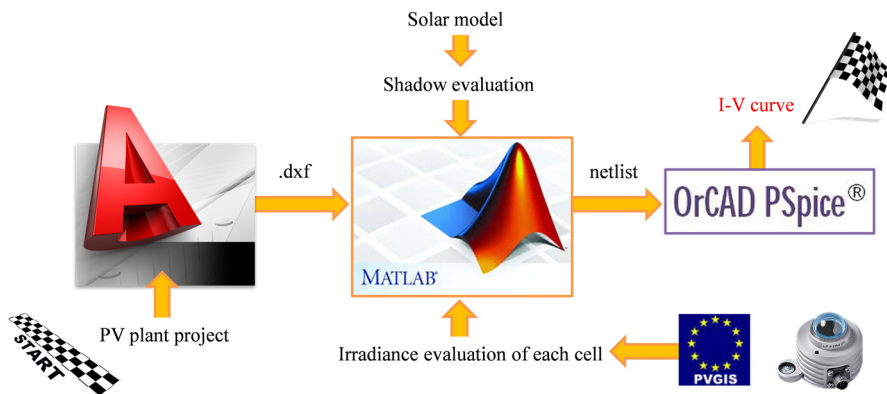 Solar model
Shadow evaluation
I-V curve
A
.dxf
netlist
OrCAD PSpice®
MATLAB®
START
PV plant project
Irradiance evaluation of each cell
PVGIS